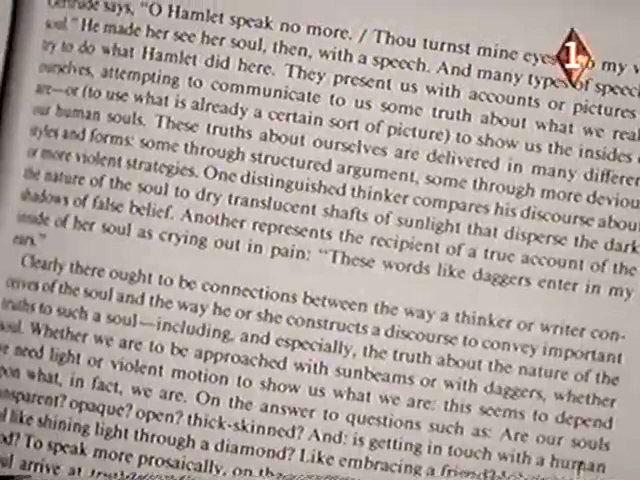 says, "O Hamlet speak no more. / Thou turnst mine eyes my
soul." He made her see her soul, then, with a speech. And many types of speech
try to do what Hamlet did here. They present us with accounts or pictures
ourselves, attempting to communicate to us some truth about what we
are—or (to use what is already a certain sort of picture) to show us the insides
our human souls. These truths about ourselves are delivered in many
styles and forms: some through structured argument, some through more
or more violent strategies. One distinguished thinker compares his discourse
the nature of the soul to dry translucent shafts of sunlight that disperse the dark
shadows of false belief. Another represents the recipient of a true account of the
inside of her soul as crying out in pain: "These words like daggers enter in my
ears."
Clearly there ought to be connections between the way a thinker or writer con-
ceives of the soul and the way he or she constructs a discourse to convey important
truths to such a soul—including, and especially, the truth about the nature of the
soul. Whether we are to be approached with sunbeams or with daggers, whether
we need light or violent motion to show us what we are: this seems to depend
upon what, in fact, we are. On the answer to questions such as: Are our souls
opaque? open? thick-skinned? And: is getting in touch with a human
like shining light through a diamond? Like embracing a
To speak more prosaically, on
arrive at
1